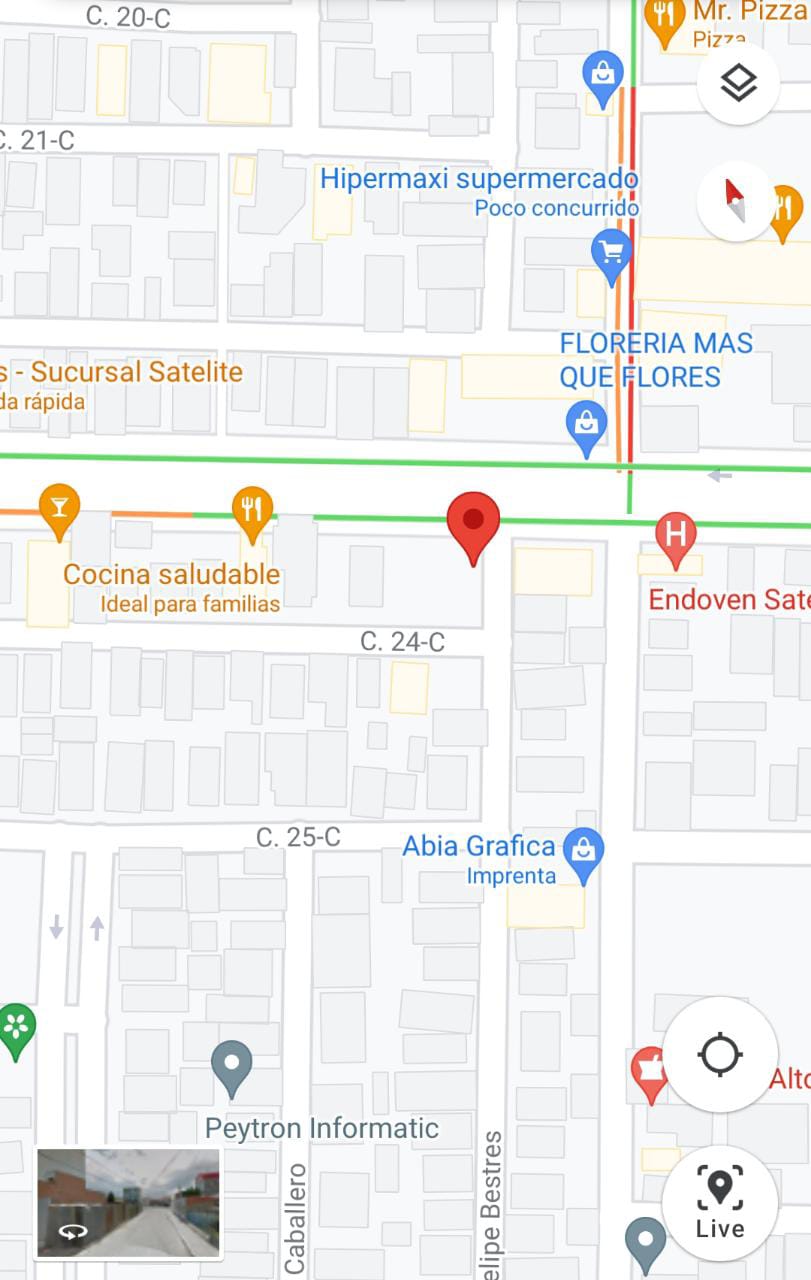 C. 20-C
Mr. Pizza
Pizza
C. 21-C
Hipermaxi supermercado
Poco concurrido
FLORERIA MAS
QUE FLORES
s - Sucursal Satelite
da rápida
H
Cocina saludable
Ideal para familias
Endoven Sate
C. 24-C
C. 25-C
Abia Grafica
Imprenta
Alto
Peytron Informatic
Caballero
elipe Bestres
Live